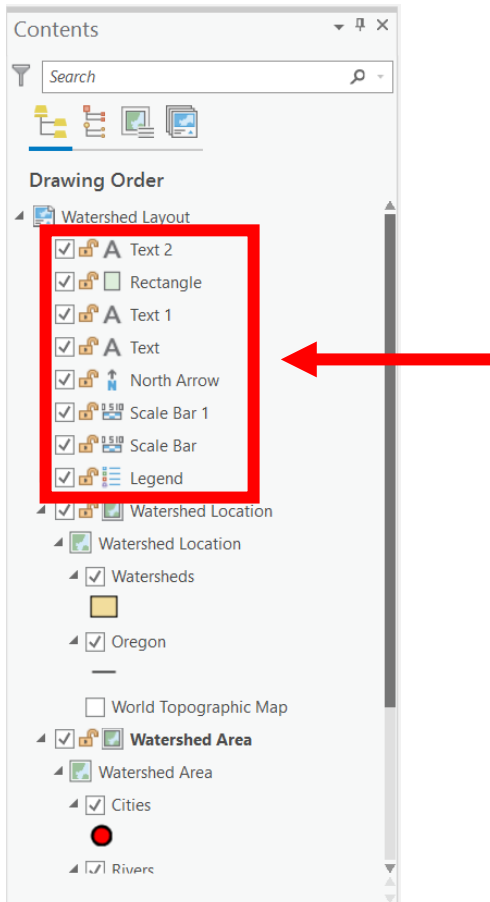 Contents
Search
Drawing Order
Watershed Layout
A Text 2
Rectangle
A Text 1
A Text
N North Arrow
Scale Bar 1
Scale Bar
Legend
Watershed Location
Watershed Location
Watersheds
Oregon
World Topographic Map
Watershed Area
Watershed Area
Cities
Rivers